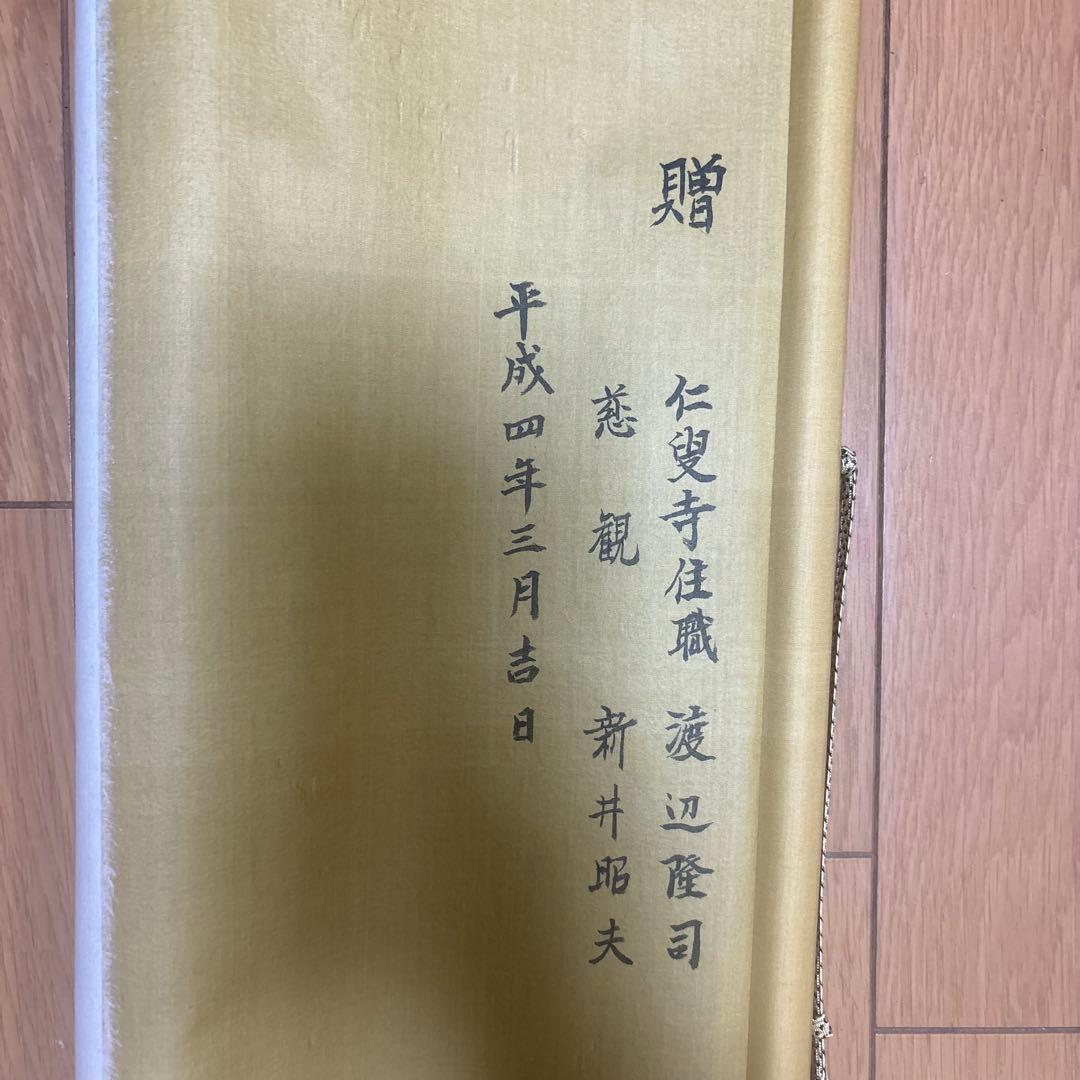 贈
仁叟寺住職 渡辺隆司
慈観 新井昭夫
平成四年三月吉日